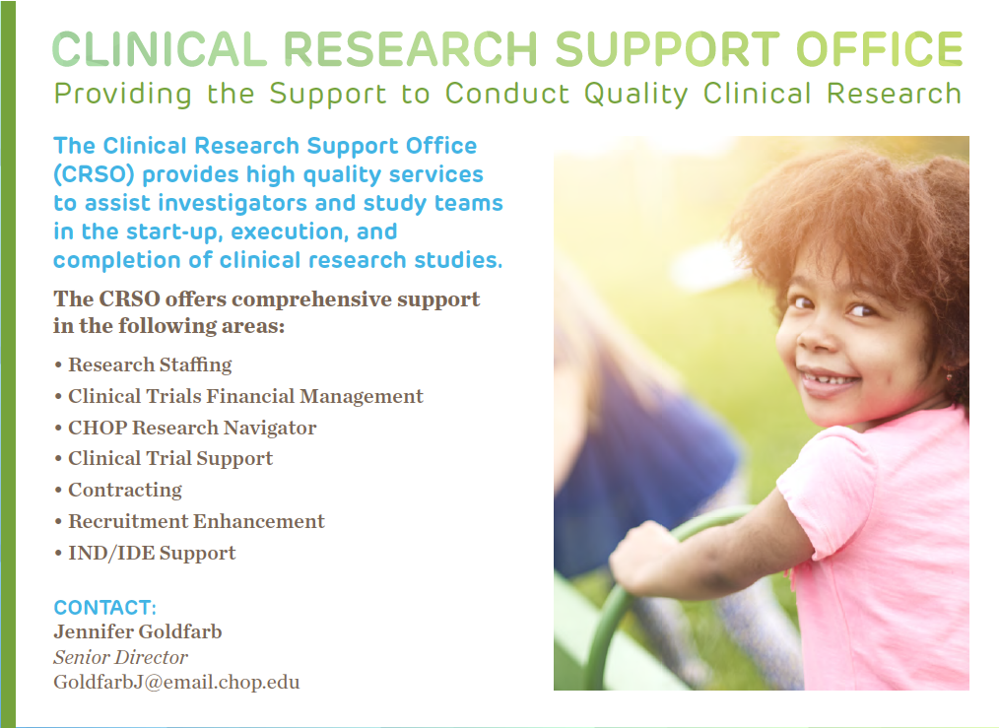 CLINICAL RESEARCH SUPPORT OFFICE
Providing the Support to Conduct Quality Clinical Research
The Clinical Research Support Office
(CRSO) provides high quality services
to assist investigators and study teams
in the start-up, execution, and
completion of clinical research studies.
The CRSO offers comprehensive support
in the following areas:
• Research Staffing
• Clinical Trials Financial Management
• CHOP Research Navigator
• Clinical Trial Support
• Contracting
• Recruitment Enhancement
• IND/IDE Support
CONTACT:
Jennifer Goldfarb
Senior Director
GoldfarbJ@email.chop.edu